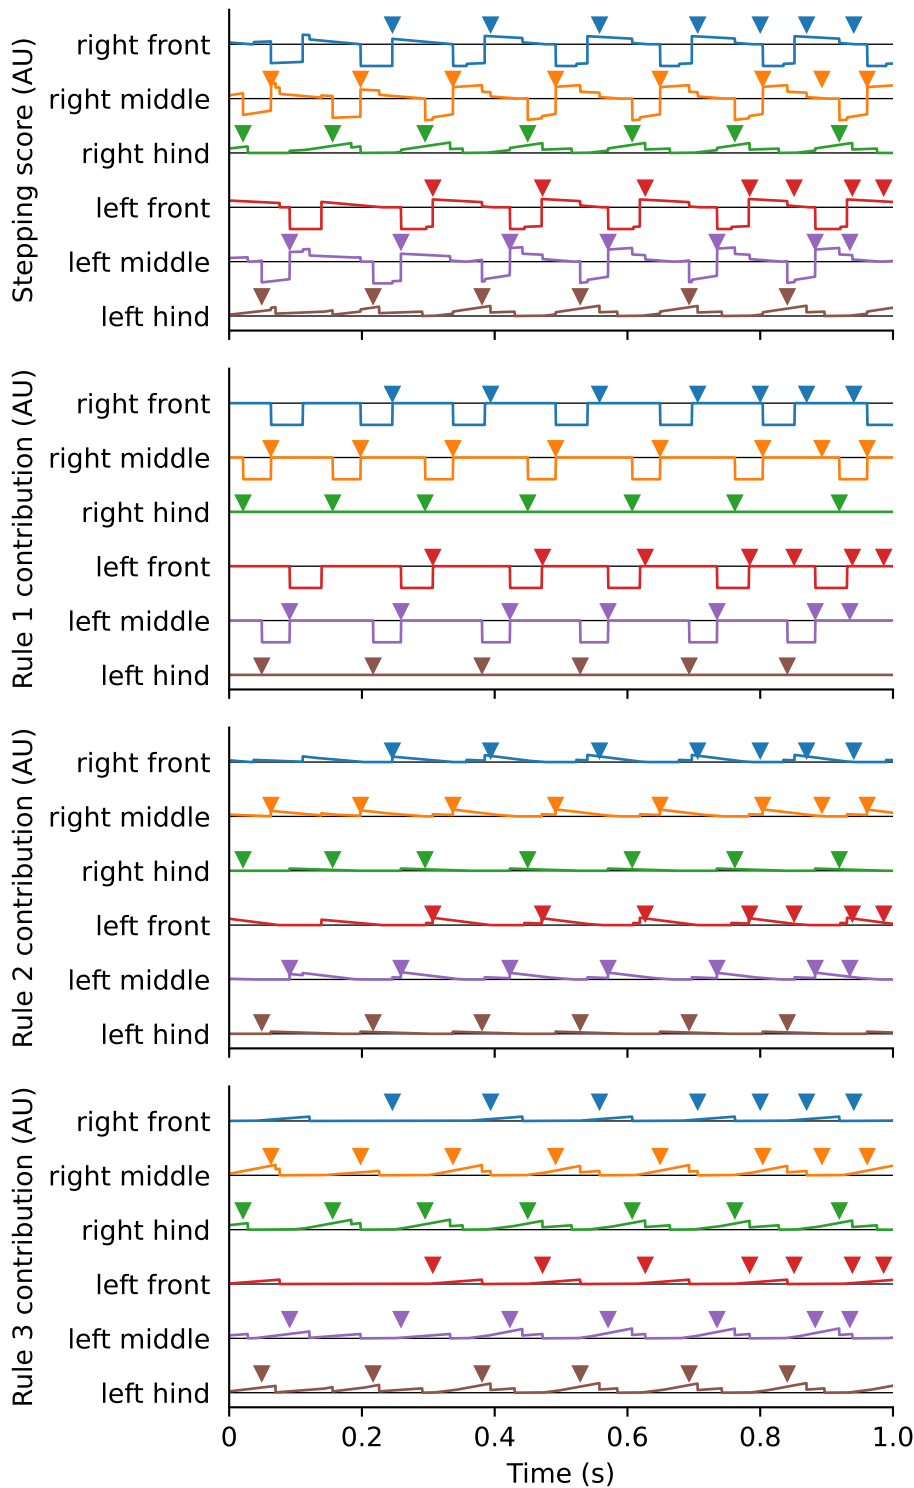 Stepping score (AU)
right front
right middle
right hind
left front
left middle
left hind
Rule 1 contribution (AU)
right front
right middle
right hind
left front
left middle
left hind
Rule 2 contribution (AU)
right front
right middle
right hind
left front
left middle
left hind
Rule 3 contribution (AU)
right front
right middle
right hind
left front
left middle
left hind
0 0.2 0.4 0.6 0.8 1.0
Time (s)